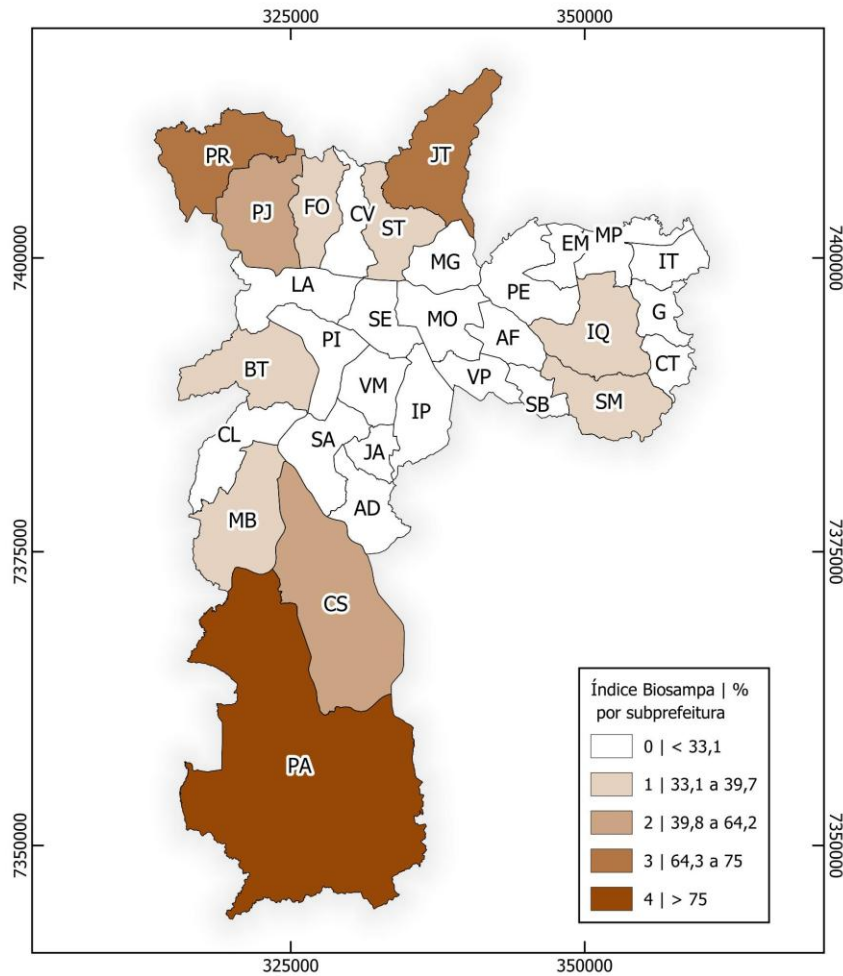 325000
350000
PR
JT
PJ
FO
CV
ST
7400000
7400000
EM
MP
IT
MG
LA
PE
G
SE
MO
PI
AF
IQ
CT
BT
VM
VP
IP
SB
SM
CL
SA
JA
AD
MB
7375000
7375000
CS
Índice Biosampa | %
por subprefeitura
0 | < 33,1
1 | 33,1 a 39,7
2 | 39,8 a 64,2
3 | 64,3 a 75
4 | > 75
PA
7350000
7350000
325000
350000